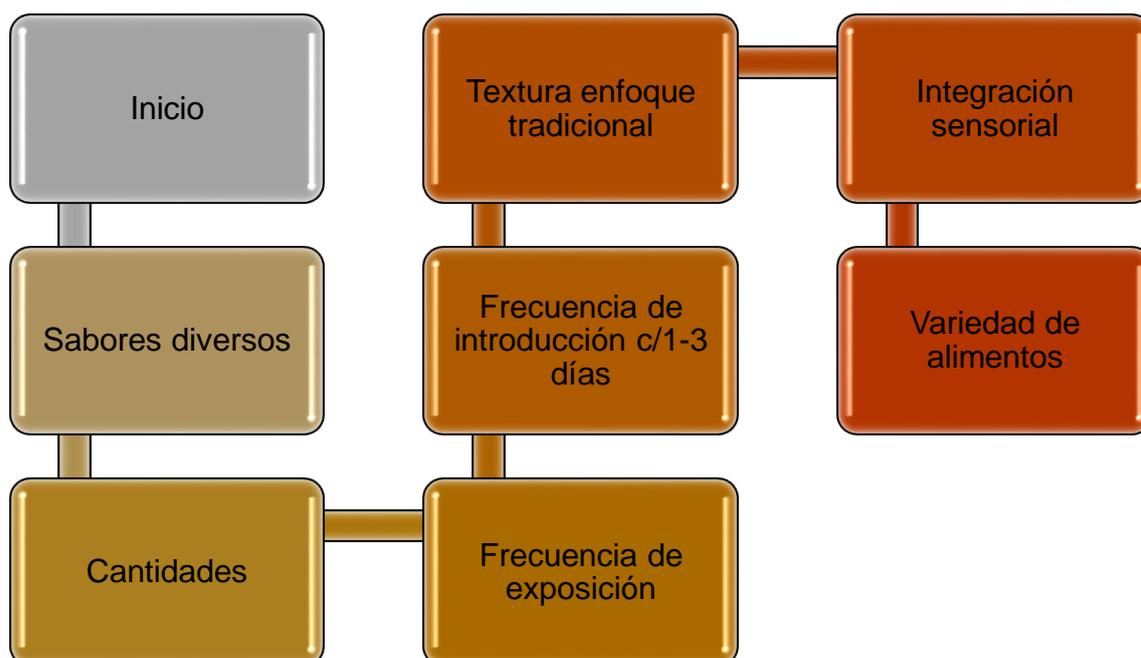 Inicio
Sabores diversos
Cantidades
Frecuencia de
exposición
Frecuencia de
introducción c/1-3
días
Textura enfoque
tradicional
Integración
sensorial
Variedad de
alimentos